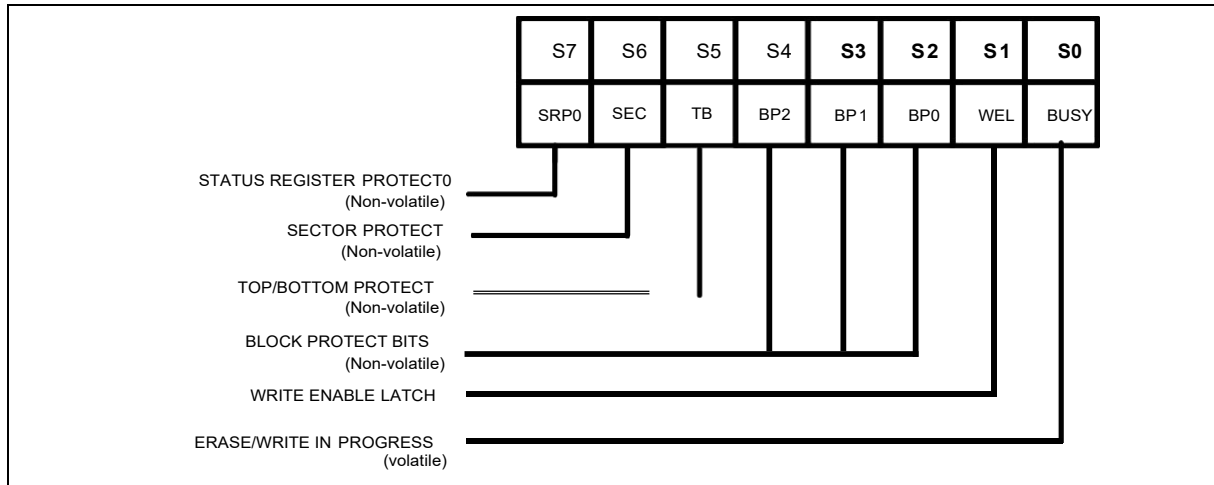 S7 S6 S5 S4 S3 S2 S1 S0
SRP0 SEC TB BP2 BP1 BP0 WEL BUSY
STATUS REGISTER PROTECT0
(Non-volatile)
SECTOR PROTECT
(Non-volatile)
TOP/BOTTOM PROTECT
(Non-volatile)
BLOCK PROTECT BITS
(Non-volatile)
WRITE ENABLE LATCH
ERASE/WRITE IN PROGRESS
(volatile)